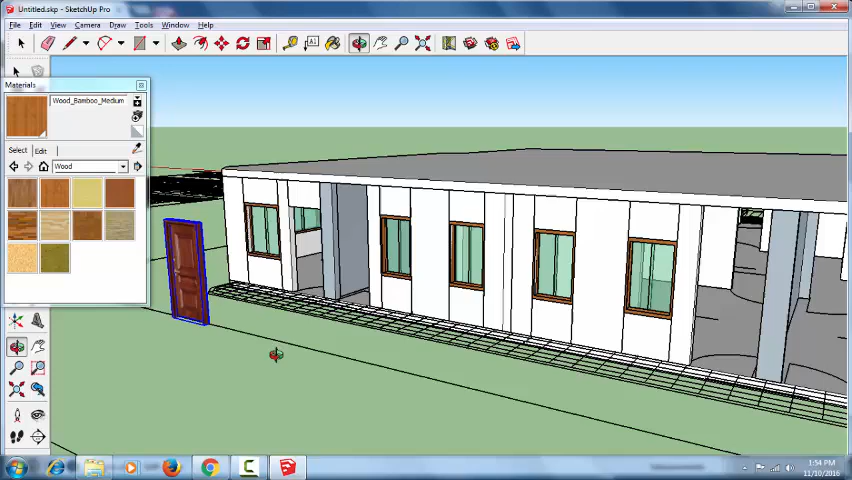 Untitled.skp - SketchUp Pro
File Edit View Camera Draw Tools Window Help
Materials
Wood_Bamboo_Medium
Select Edit
Wood
1:54 PM
11/10/2016